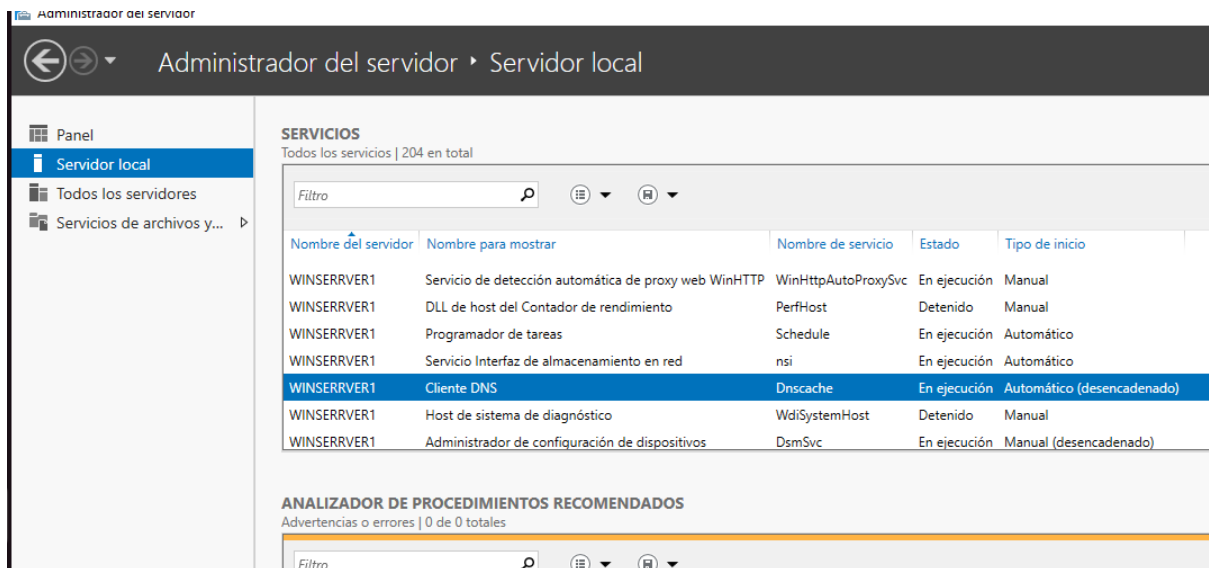 Administrador del servidor
Administrador del servidor ‣ Servidor local
Panel
Servidor local
Todos los servidores
Servicios de archivos y...
SERVICIOS
Todos los servicios | 204 en total
Filtro
Nombre del servidor Nombre para mostrar Nombre de servicio Estado Tipo de inicio
WINSERRVER1 Servicio de detección automática de proxy web WinHTTP WinHttpAutoProxySvc En ejecución Manual
WINSERRVER1 DLL de host del Contador de rendimiento PerfHost Detenido Manual
WINSERRVER1 Programador de tareas Schedule En ejecución Automático
WINSERRVER1 Servicio Interfaz de almacenamiento en red nsi En ejecución Automático
WINSERRVER1 Cliente DNS Dnscache En ejecución Automático (desencadenado)
WINSERRVER1 Host de sistema de diagnóstico WdiSystemHost Detenido Manual
WINSERRVER1 Administrador de configuración de dispositivos DsmSvc En ejecución Manual (desencadenado)
ANALIZADOR DE PROCEDIMIENTOS RECOMENDADOS
Advertencias o errores | 0 de 0 totales
Filtro